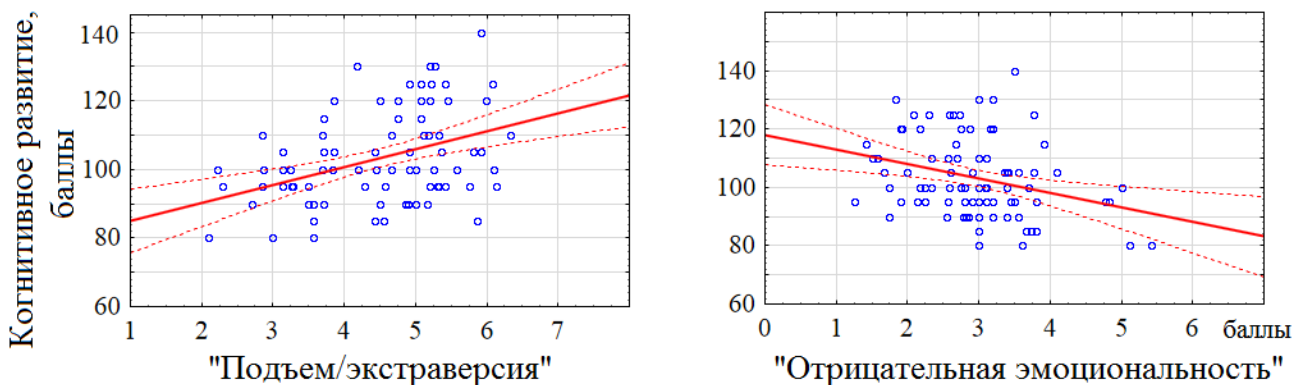 Когнитивное развитие,
баллы
140
120
100
80
60
1 2 3 4 5 6 7
"Подъем/экстраверсия"
140
120
100
80
60
0 1 2 3 4 5 6 баллы
"Отрицательная эмоциональность"